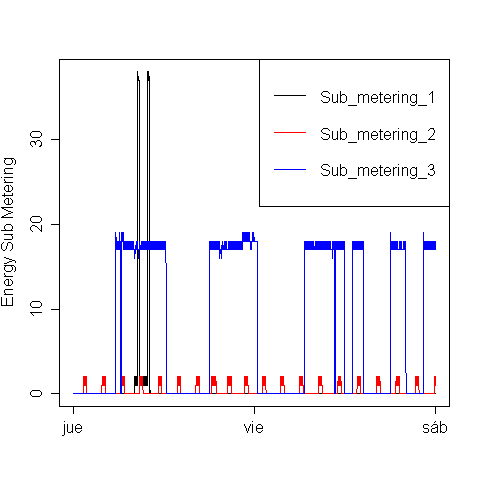 Energy Sub Metering
0
10
20
30
jue
vie
sáb
Sub_metering_1
Sub_metering_2
Sub_metering_3